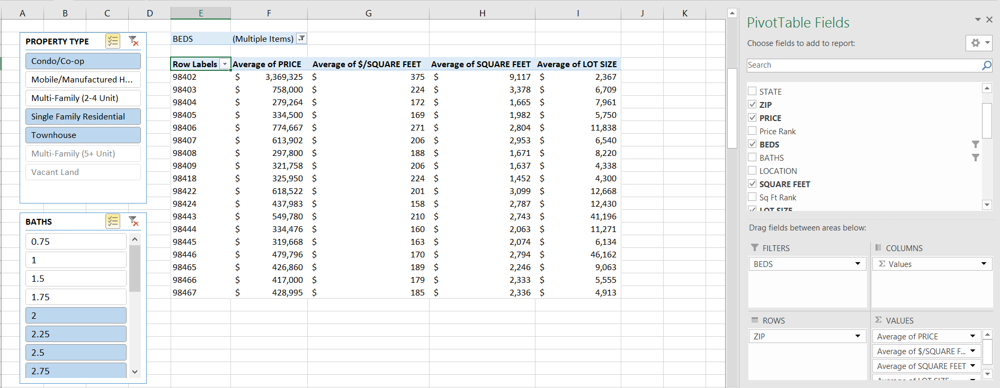 A B C D E F G H I J K
PROPERTY TYPE
Condo/Co-op
Mobile/Manufactured H...
Multi-Family (2-4 Unit)
Single Family Residential
Townhouse
Multi-Family (5+ Unit)
Vacant Land
BATHS
0.75
1
1.5
1.75
2
2.25
2.5
2.75
BEDS (Multiple Items)
Row Labels Average of PRICE Average of $/SQUARE FEET Average of SQUARE FEET Average of LOT SIZE
98402 $ 3,369,325 $ 375 $ 9,117 $ 2,367
98403 $ 758,000 $ 224 $ 3,378 $ 6,709
98404 $ 279,264 $ 172 $ 1,665 $ 7,961
98405 $ 334,500 $ 169 $ 1,982 $ 5,750
98406 $ 774,667 $ 271 $ 2,804 $ 11,838
98407 $ 613,902 $ 206 $ 2,953 $ 6,540
98408 $ 297,800 $ 188 $ 1,671 $ 8,220
98409 $ 321,758 $ 206 $ 1,637 $ 4,338
98418 $ 325,950 $ 224 $ 1,452 $ 4,300
98422 $ 618,522 $ 201 $ 3,099 $ 12,668
98424 $ 437,983 $ 158 $ 2,787 $ 12,430
98443 $ 549,780 $ 210 $ 2,743 $ 41,196
98444 $ 334,476 $ 160 $ 2,063 $ 11,271
98445 $ 319,668 $ 163 $ 2,074 $ 6,134
98446 $ 479,796 $ 170 $ 2,794 $ 46,162
98465 $ 426,860 $ 189 $ 2,246 $ 9,063
98466 $ 417,000 $ 179 $ 2,333 $ 5,555
98467 $ 428,995 $ 185 $ 2,336 $ 4,913
PivotTable Fields
Choose fields to add to report:
Search
STATE
ZIP
PRICE
Price Rank
BEDS
BATHS
LOCATION
SQUARE FEET
Sq Ft Rank
LOT SIZE
Drag fields between areas below:
FILTERS
BEDS
COLUMNS
Σ Values
ROWS
ZIP
Σ VALUES
Average of PRICE
Average of $/SQUARE F...
Average of SQUARE FEET
Average of LOT SIZE